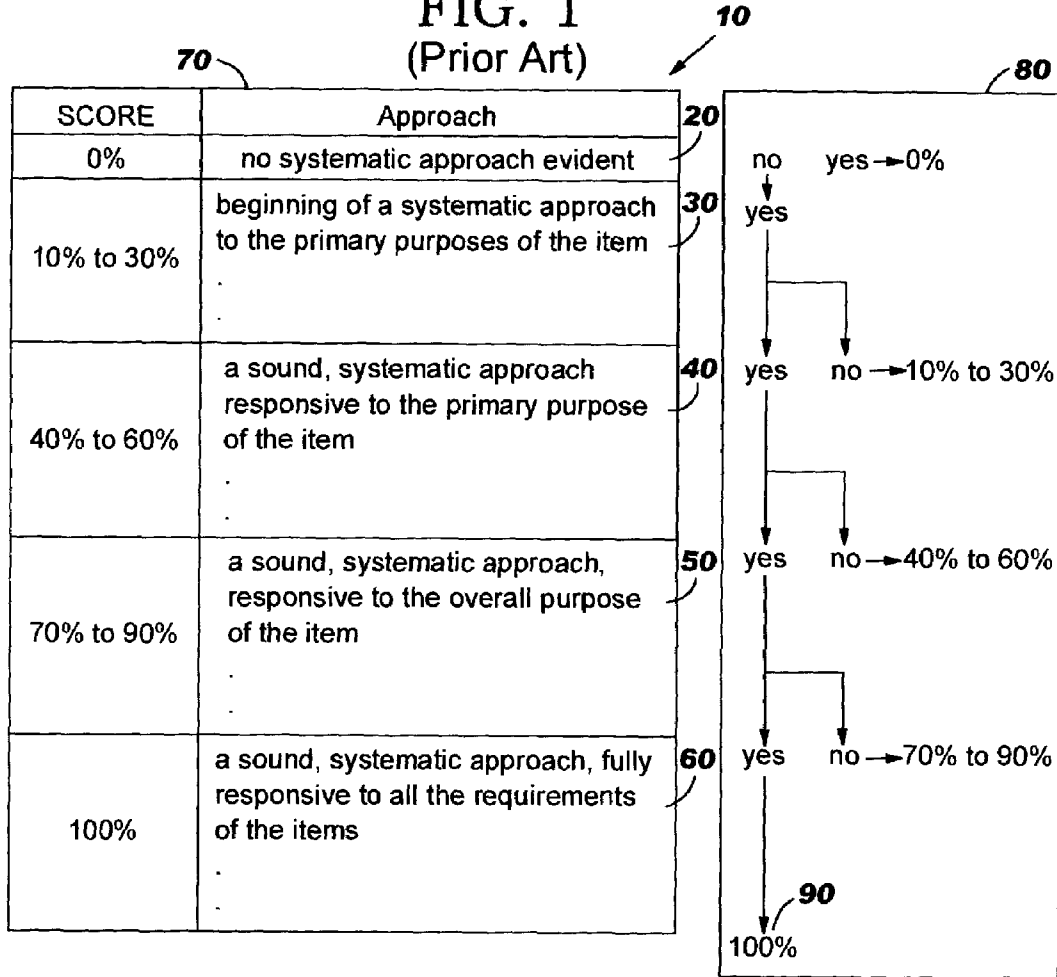 FIG. 1
(Prior Art)
10
70
80
SCORE Approach 20
0% no systematic approach evident
no yes 0%
10% to 30%
beginning of a systematic approach 30
to the primary purposes of the item
.
.
yes
40% to 60%
a sound, systematic approach 40
responsive to the primary purpose
of the item
.
.
yes no 10% to 30%
70% to 90%
a sound, systematic approach, 50
responsive to the overall purpose
of the item
.
.
yes no 40% to 60%
100%
a sound, systematic approach, fully 60
responsive to all the requirements
of the items
.
.
yes no 70% to 90%
90
100%